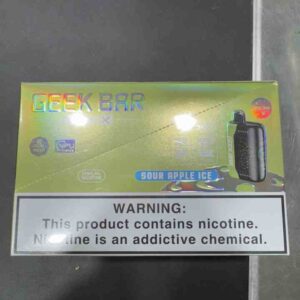 GEEK BAR
X
SOUR APPLE ICE
WARNING:
This product contains nicotine.
Nicotine is an addictive chemical.